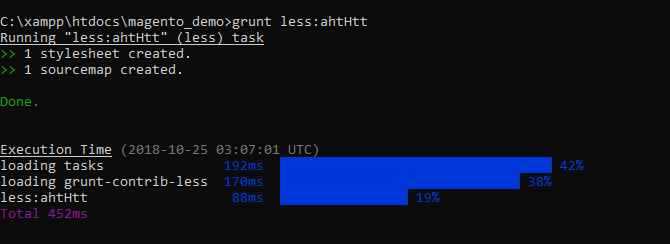 C:\xampp\htdocs\magento_demo>grunt less:ahtHtt
Running "less:ahtHtt" (less) task
>> 1 stylesheet created.
>> 1 sourcemap created.
Done.
Execution Time (2018-10-25 03:07:01 UTC)
loading tasks 192ms 42%
loading grunt-contrib-less 170ms 38%
less:ahtHtt 88ms 19%
Total 452ms